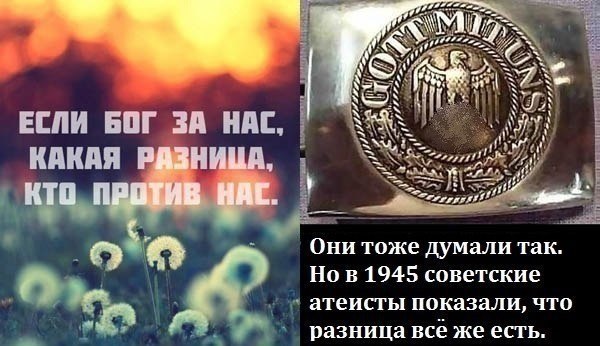 ЕСЛИ БОГ ЗА НАС,
КАКАЯ РАЗНИЦА,
КТО ПРОТИВ НАС.
GOTT MIT UNS
Они тоже думали так.
Но в 1945 советские
атеисты показали, что
разница всё же есть.